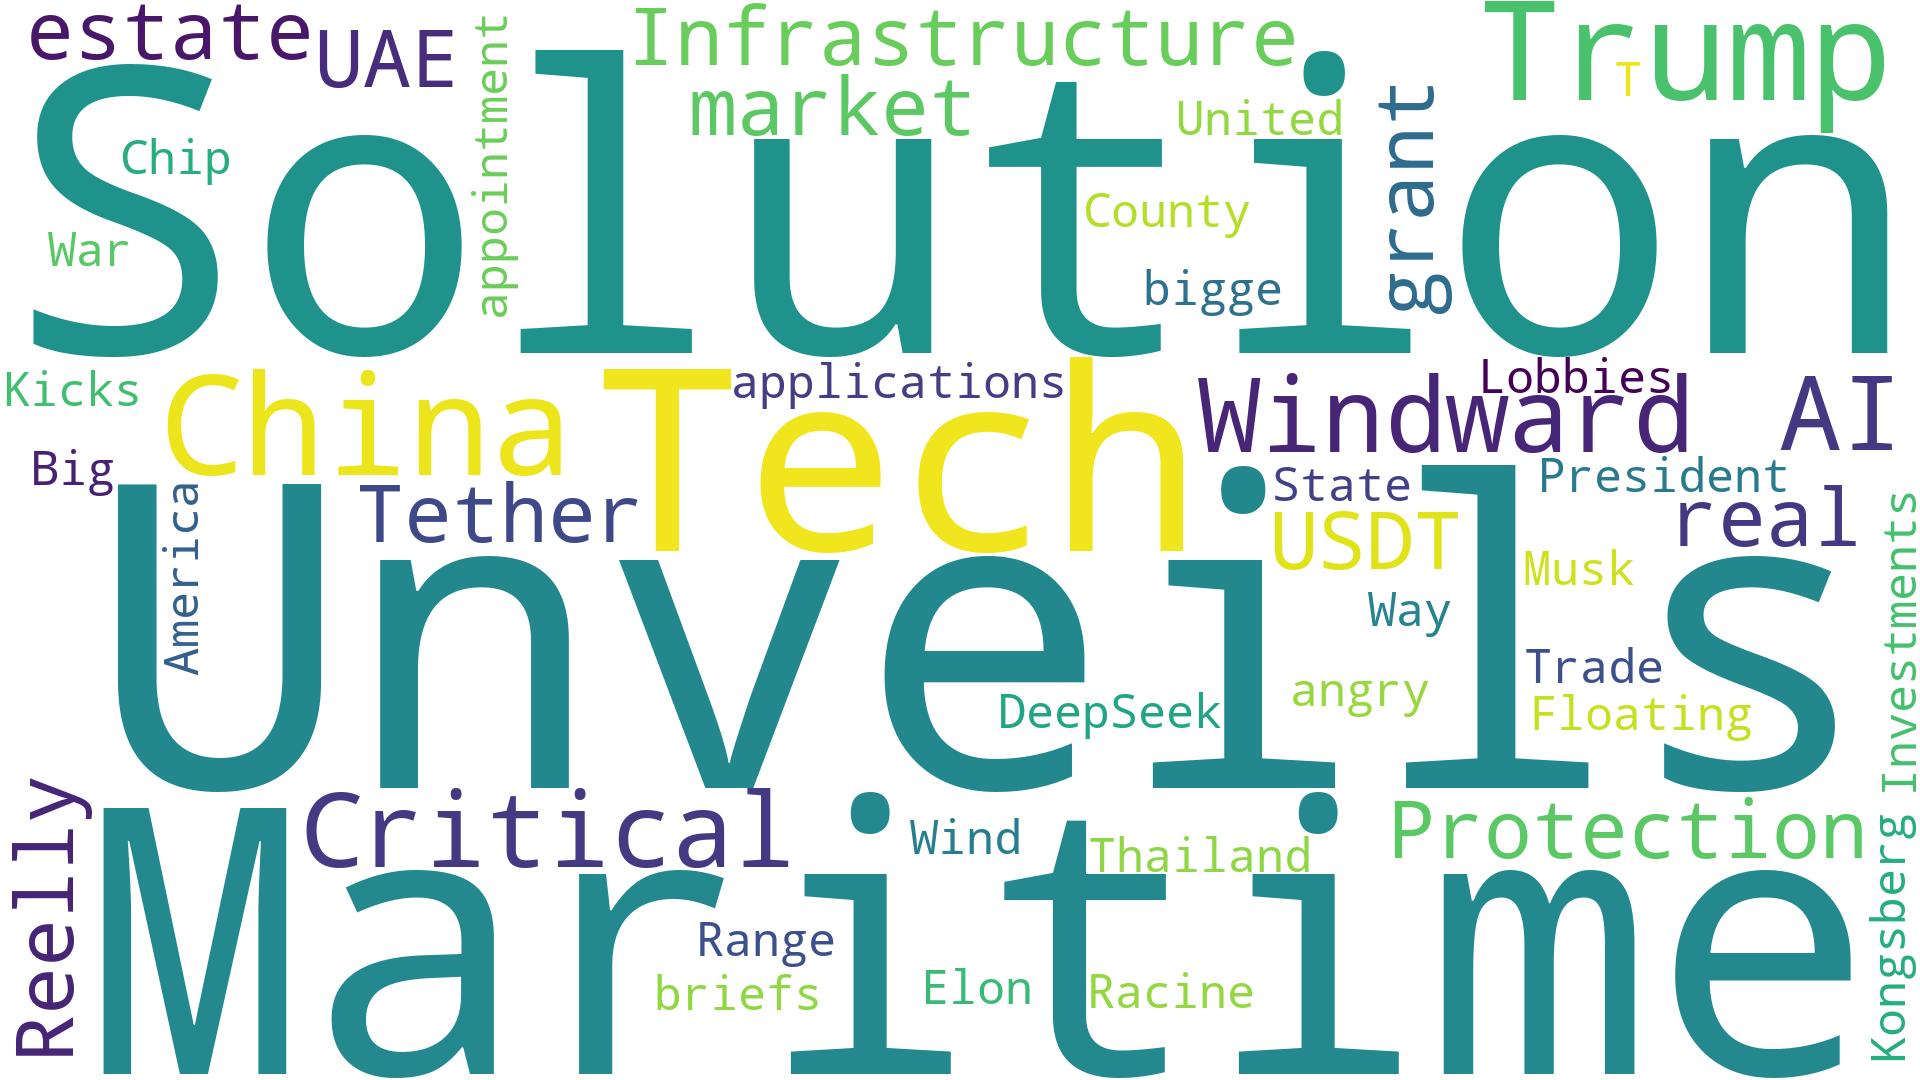 estate
UAE
appointment
Infrastructure
Trump
T
market
United
grant
Solution
Chip
War
County
bigge
Kicks
China
Tech
applications
Lobbies
Windward
AI
Big
America
Tether
State
President
USDT
real
Unveils
Musk
Way
Trade
angry
DeepSeek
Floating
Kongsberg Investments
Reelly
Critical
Wind
Thailand
Protection
Maritime
Range
briefs
Elon
Racine